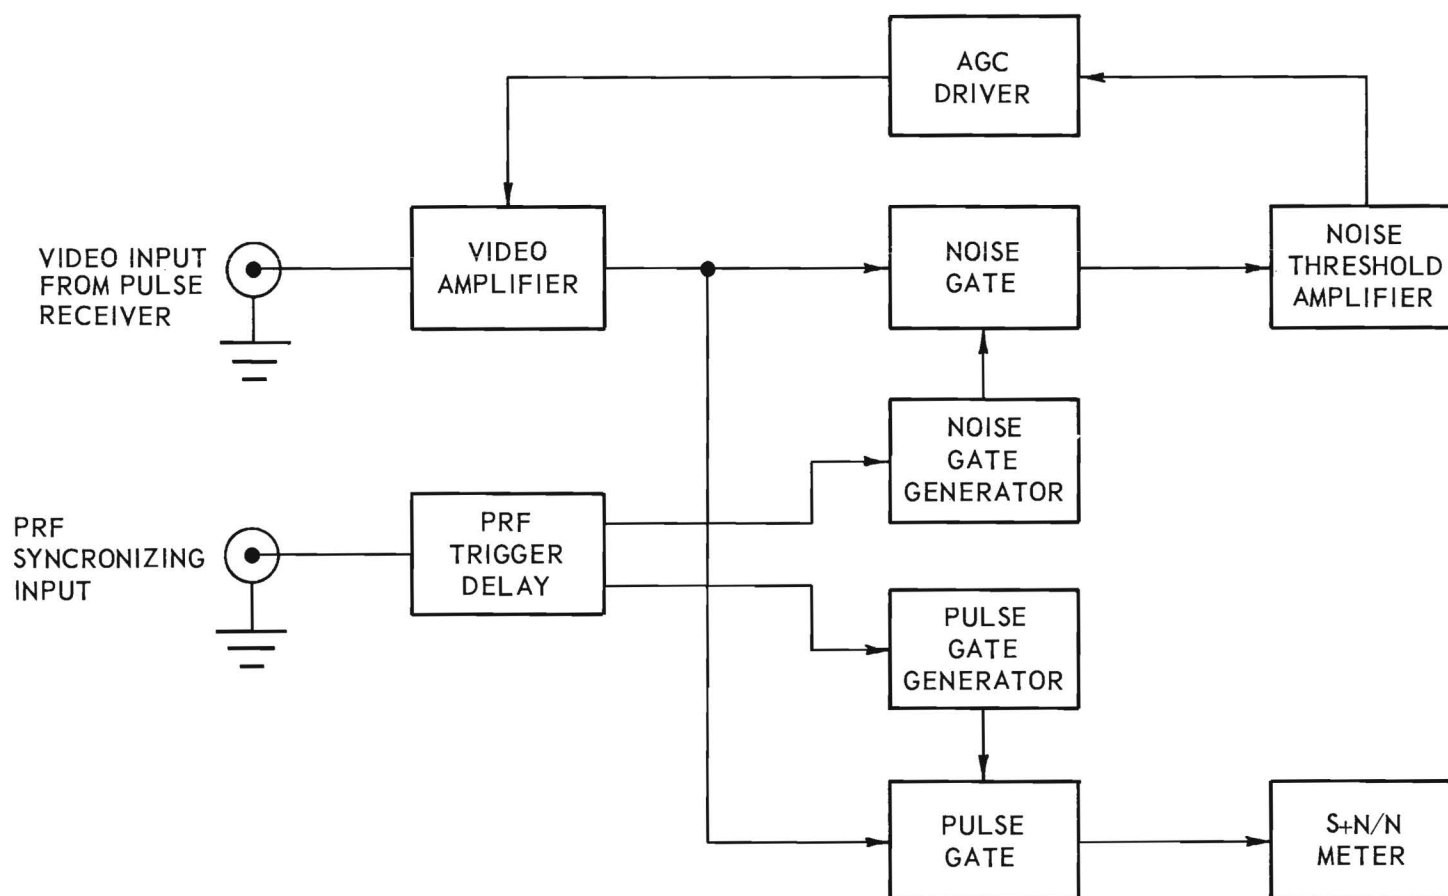 AGC
DRIVER
VIDEO INPUT
FROM PULSE
RECEIVER
VIDEO
AMPLIFIER
NOISE
GATE
NOISE
THRESHOLD
AMPLIFIER
NOISE
GATE
GENERATOR
PRF
SYNCRONIZING
INPUT
PRF
TRIGGER
DELAY
PULSE
GATE
GENERATOR
PULSE
GATE
S+N/N
METER